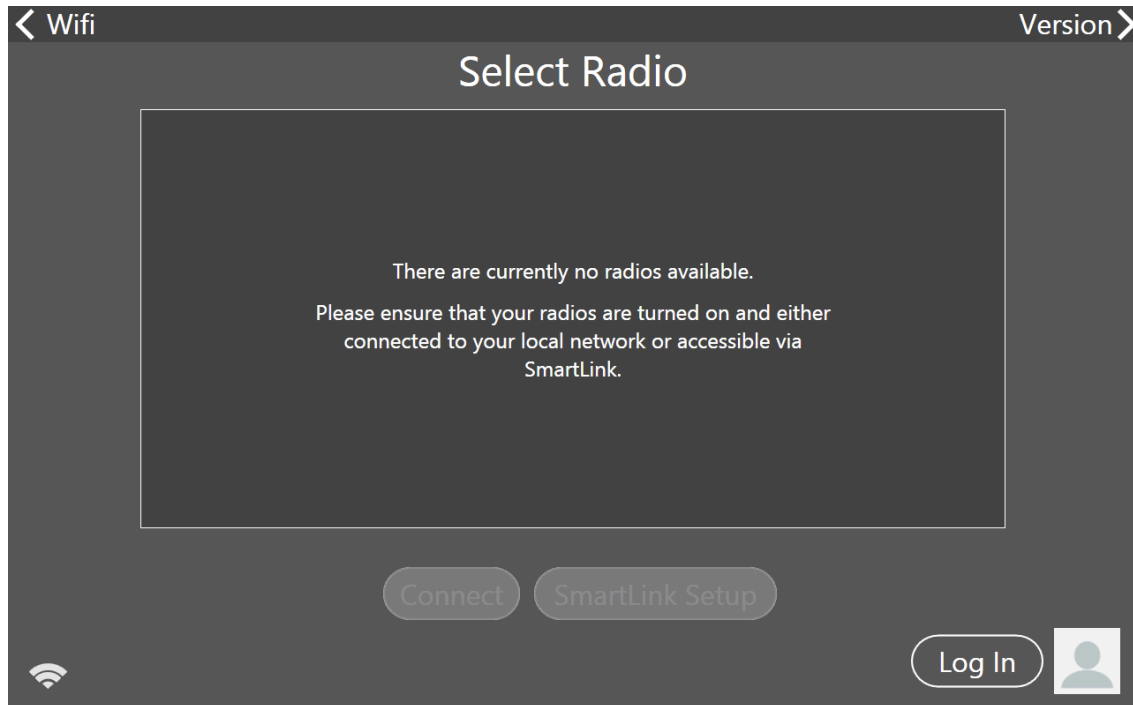 Wifi
Version
Select Radio
There are currently no radios available.
Please ensure that your radios are turned on and either
connected to your local network or accessible via
SmartLink.
Connect
SmartLink Setup
Log In